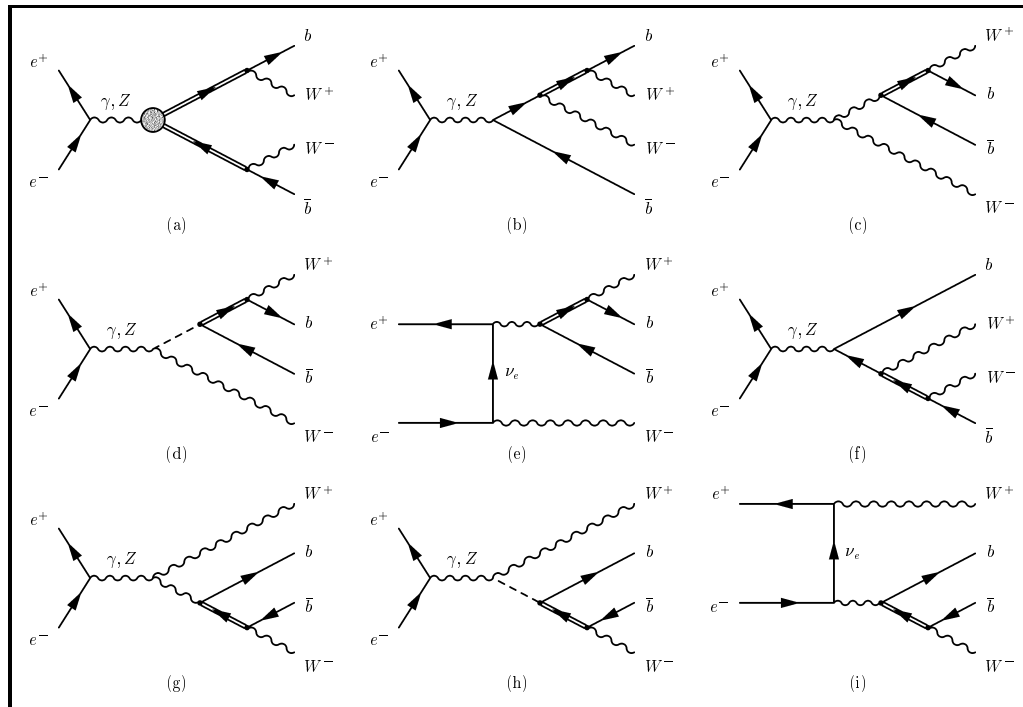 e⁺ γ, Z e⁻ b W⁺ W⁻ b̅ (a)
e⁺ γ, Z e⁻ b W⁺ W⁻ b̅ (b)
e⁺ γ, Z e⁻ W⁺ b b̅ W⁻ (c)
e⁺ γ, Z e⁻ W⁺ b b̅ W⁻ (d)
e⁺ νₑ e⁻ W⁺ b b̅ W⁻ (e)
e⁺ γ, Z e⁻ b W⁺ W⁻ b̅ (f)
e⁺ γ, Z e⁻ W⁺ b b̅ W⁻ (g)
e⁺ γ, Z e⁻ W⁺ b b̅ W⁻ (h)
e⁺ νₑ e⁻ W⁺ b b̅ W⁻ (i)